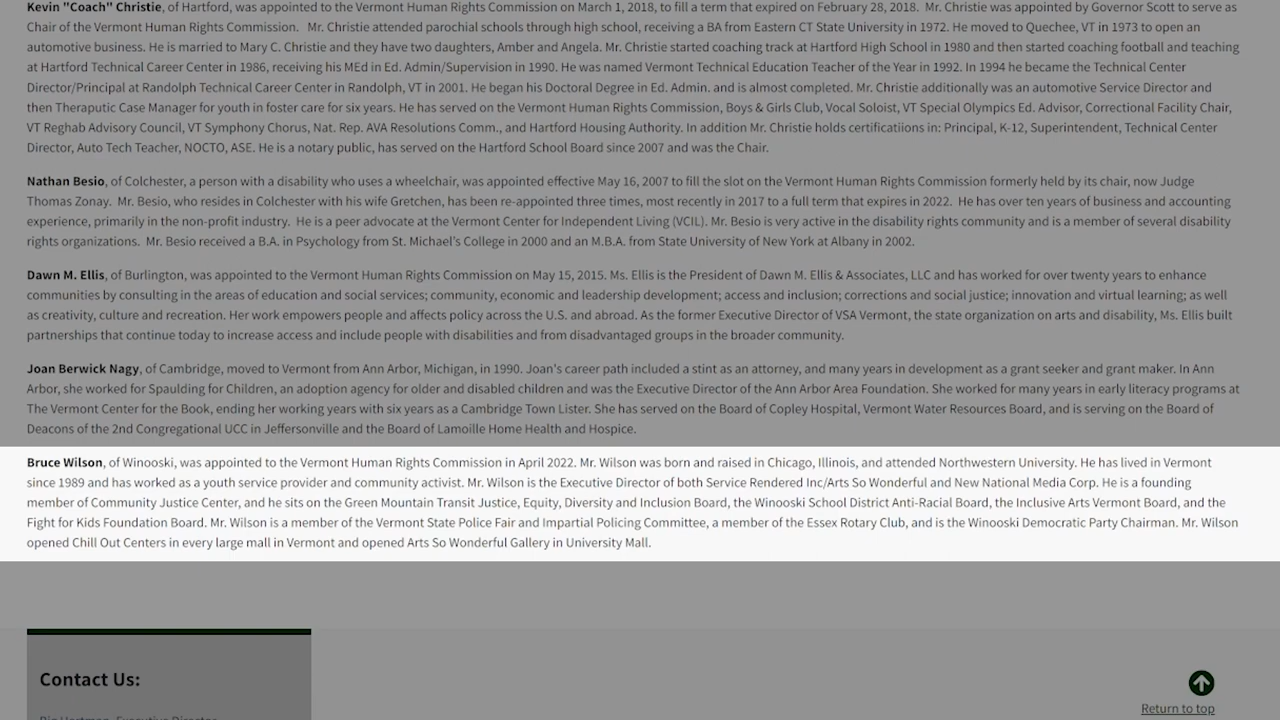 Kevin "Coach" Christie, of Hartford, was appointed to the Vermont Human Rights Commission on March 1, 2018, to fill a term that expired on February 28, 2018.  Mr. Christie was appointed by Governor Scott to serve as
Chair of the Vermont Human Rights Commission.   Mr. Christie attended parochial schools through high school, receiving a BA from Eastern CT State University in 1972. He moved to Quechee, VT in 1973 to open an
automotive business. He is married to Mary C. Christie and they have two daughters, Amber and Angela. Mr. Christie started coaching track at Hartford High School in 1980 and then started coaching football and teaching
at Hartford Technical Career Center in 1986, receiving his MEd in Ed. Admin/Supervision in 1990. He was named Vermont Technical Education Teacher of the Year in 1992. In 1994 he became the Technical Center
Director/Principal at Randolph Technical Career Center in Randolph, VT in 2001. He began his Doctoral Degree in Ed. Admin. and is almost completed. Mr. Christie additionally was an automotive Service Director and
then Theraputic Case Manager for youth in foster care for six years. He has served on the Vermont Human Rights Commission, Boys & Girls Club, Vocal Soloist, VT Special Olympics Ed. Advisor, Correctional Facility Chair,
VT Reghab Advisory Council, VT Symphony Chorus, Nat. Rep. AVA Resolutions Comm., and Hartford Housing Authority. In addition Mr. Christie holds certificatiions in: Principal, K-12, Superintendent, Technical Center
Director, Auto Tech Teacher, NOCTO, ASE. He is a notary public, has served on the Hartford School Board since 2007 and was the Chair.
Nathan Besio, of Colchester, a person with a disability who uses a wheelchair, was appointed effective May 16, 2007 to fill the slot on the Vermont Human Rights Commission formerly held by its chair, now Judge
Thomas Zonay.  Mr. Besio, who resides in Colchester with his wife Gretchen, has been re-appointed three times, most recently in 2017 to a full term that expires in 2022.  He has over ten years of business and accounting
experience, primarily in the non-profit industry.  He is a peer advocate at the Vermont Center for Independent Living (VCIL). Mr. Besio is very active in the disability rights community and is a member of several disability
rights organizations.  Mr. Besio received a B.A. in Psychology from St. Michael's College in 2000 and an M.B.A. from State University of New York at Albany in 2002.
Dawn M. Ellis, of Burlington, was appointed to the Vermont Human Rights Commission on May 15, 2015. Ms. Ellis is the President of Dawn M. Ellis & Associates, LLC and has worked for over twenty years to enhance
communities by consulting in the areas of education and social services; community, economic and leadership development; access and inclusion; corrections and social justice; innovation and virtual learning; as well
as creativity, culture and recreation. Her work empowers people and affects policy across the U.S. and abroad. As the former Executive Director of VSA Vermont, the state organization on arts and disability, Ms. Ellis built
partnerships that continue today to increase access and include people with disabilities and from disadvantaged groups in the broader community.
Joan Berwick Nagy, of Cambridge, moved to Vermont from Ann Arbor, Michigan, in 1990. Joan's career path included a stint as an attorney, and many years in development as a grant seeker and grant maker. In Ann
Arbor, she worked for Spaulding for Children, an adoption agency for older and disabled children and was the Executive Director of the Ann Arbor Area Foundation. She worked for many years in early literacy programs at
The Vermont Center for the Book, ending her working years with six years as a Cambridge Town Lister. She has served on the Board of Copley Hospital, Vermont Water Resources Board, and is serving on the Board of
Deacons of the 2nd Congregational UCC in Jeffersonville and the Board of Lamoille Home Health and Hospice.
Bruce Wilson, of Winooski, was appointed to the Vermont Human Rights Commission in April 2022. Mr. Wilson was born and raised in Chicago, Illinois, and attended Northwestern University. He has lived in Vermont
since 1989 and has worked as a youth service provider and community activist. Mr. Wilson is the Executive Director of both Service Rendered Inc/Arts So Wonderful and New National Media Corp. He is a founding
member of Community Justice Center, and he sits on the Green Mountain Transit Justice, Equity, Diversity and Inclusion Board, the Winooski School District Anti-Racial Board, the Inclusive Arts Vermont Board, and the
Fight for Kids Foundation Board. Mr. Wilson is a member of the Vermont State Police Fair and Impartial Policing Committee, a member of the Essex Rotary Club, and is the Winooski Democratic Party Chairman. Mr. Wilson
opened Chill Out Centers in every large mall in Vermont and opened Arts So Wonderful Gallery in University Mall.
Contact Us:
Return to top